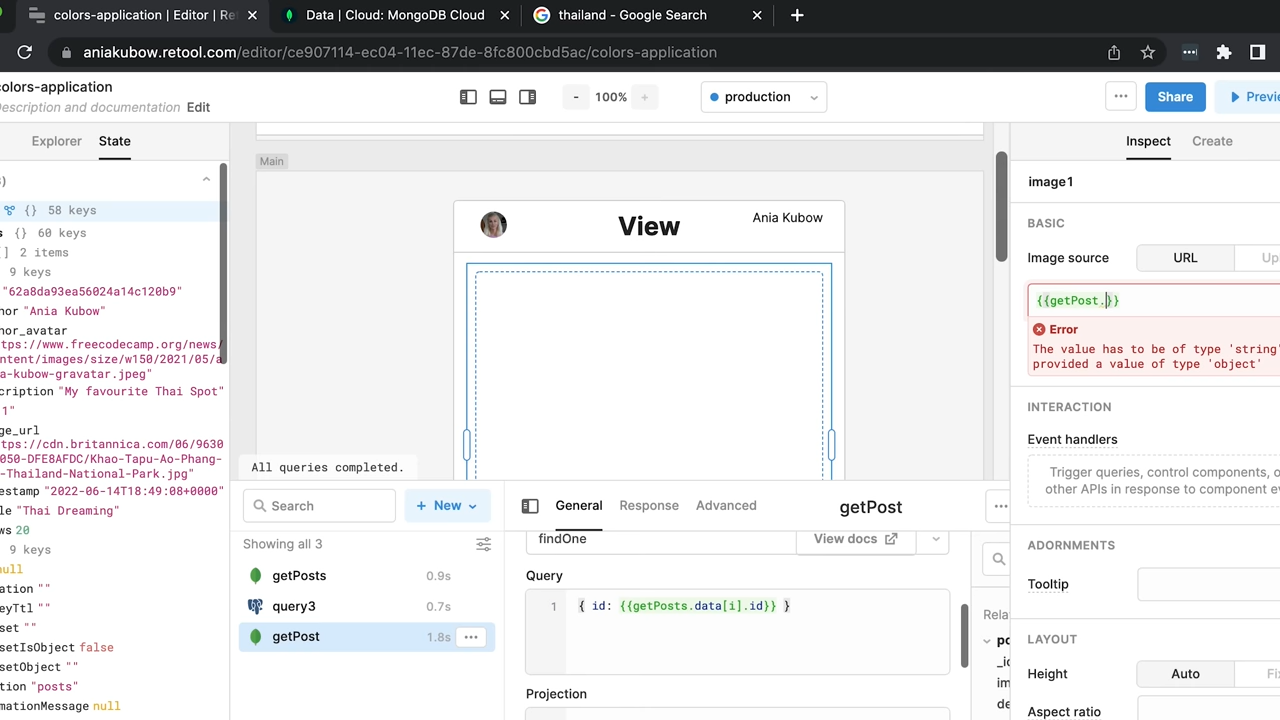 colors-application | Editor | Re
Data | Cloud: MongoDB Cloud
thailand - Google Search
aniakubow.retool.com/editor/ce907114-ec04-11ec-87de-8fc800cbd5ac/colors-application
colors-application
escription and documentation Edit
- 100% +
production
Share
Previe
Explorer State
Main
Inspect Create
)
{} 58 keys
s {} 60 keys
[] 2 items
9 keys
"62a8da93ea56024a14c120b9"
hor "Ania Kubow"
hor_avatar
ttps://www.freecodecamp.org/news/
ntent/images/size/w150/2021/05/a
a-kubow-gravatar.jpeg"
cription "My favourite Thai Spot"
1"
ge_url
ttps://cdn.britannica.com/06/9630
050-DFE8AFDC/Khao-Tapu-Ao-Phang-
-Thailand-National-Park.jpg"
estamp "2022-06-14T18:49:08+0000"
le "Thai Dreaming"
ws 20
9 keys
null
ation ""
eyTtl ""
set ""
setIsObject false
setObject ""
tion "posts"
rmationMessage null
View
Ania Kubow
All queries completed.
image1
BASIC
Image source URL Upl
{{getPost.}}
Error
The value has to be of type 'string'
provided a value of type 'object'
INTERACTION
Event handlers
Trigger queries, control components, o
other APIs in response to component ev
ADORNMENTS
Tooltip
LAYOUT
Height Auto Fix
Aspect ratio
Search
+ New
Showing all 3
getPosts 0.9s
query3 0.7s
getPost 1.8s
General Response Advanced
getPost
findOne
View docs
Query
1 { id: {{getPosts.data[i].id}} }
Projection
Rela
po
_id
im
de